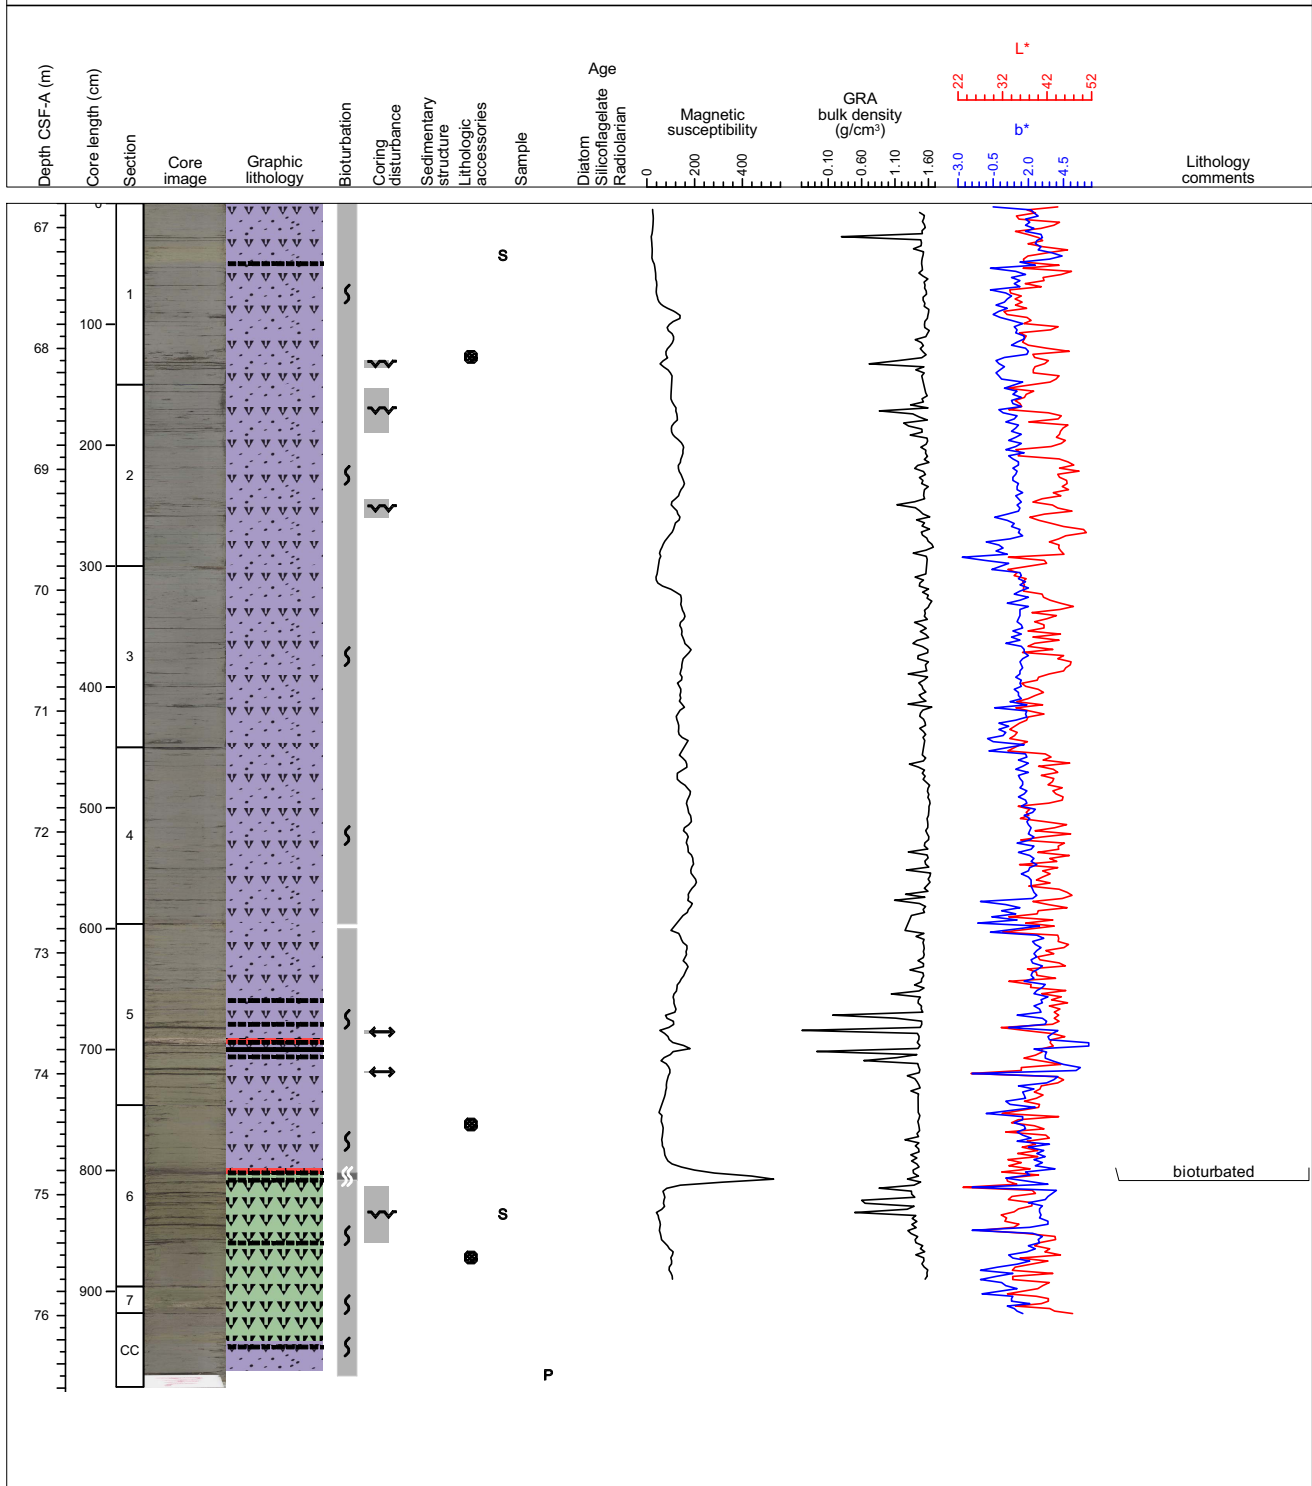 Depth CSF-A (m)
Core length (cm)
Section
Core
image
Graphic
lithology
Bioturbation
Coring
disturbance
Sedimentary
structure
Lithologic
accessories
Sample
Age
Diatom
Silicoflagelate
Radiolarian
Magnetic
susceptibility
0 200 400
GRA
bulk density
(g/cm³)
0.10 0.60 1.10 1.60
L*
22 32 42 52
b*
-3.0 -0.5 2.0 4.5
Lithology
comments
0
67
S
1
100
68
2
200
69
300
70
3
400
71
4
500
72
600
73
5
700
74
800
bioturbated
75
6
S
900
7
76
CC
P